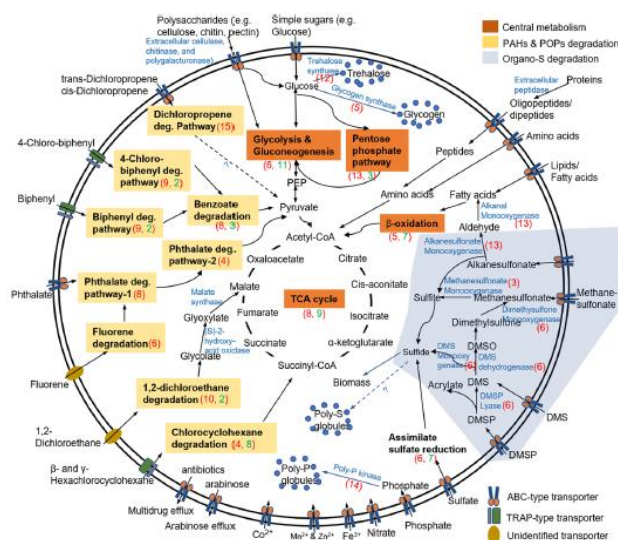 Polysaccharides (e.g.
cellulose, chitin, pectin)
Extracellular cellulase,
chitinase, and
polygalacturonase)
Simple sugars (e.g.
Glucose)
Trehalose
synthase
(12)
Trehalose
Glucose
Glycogen synthase
(5)
Glycogen
Central metabolism
PAHs & POPs degradation
Organo-S degradation
trans-Dichloropropene
cis-Dichloropropene
Dichloropropene
deg. Pathway (15)
?
Glycolysis &
Gluconeogenesis
(6, 11)
Pentose
phosphate
pathway
(13, 3)
Extracellular
peptidase
Proteins
Oligopeptides/
dipeptides
Amino acids
Peptides
Amino acids
4-Chloro-biphenyl
4-Chloro-
biphenyl deg.
pathway (9, 2)
Biphenyl
Biphenyl deg.
pathway (9, 2)
Benzoate
degradation
(8, 3)
PEP
Pyruvate
Acetyl-CoA
Lipids/
Fatty acids
Fatty acids
β-oxidation
(5, 7)
Alkanal
Monooxygenase
(13)
Aldehyde
Alkanesulfonate
Monooxygenase
(13)
Alkanesulfonate
Phthalate deg.
pathway-2 (4)
Phthalate
Phthalate deg.
pathway-1 (8)
Oxaloacetate
Citrate
Cis-aconitate
Isocitrate
α-ketoglutarate
Succinyl-CoA
Succinate
Fumarate
Malate
TCA cycle
(8, 9)
Malate
synthase
Glyoxylate
(S)-2-
hydroxy-
acid oxidase
Glycolate
Methanesulfonate
Monooxygenase
(3)
Sulfite
Methanesulfonate
Methane-
sulfonate
Dimethylsulfone
Monooxygenase
(6)
Dimethylsulfone
DMSO
DMS
dehydrogenase
(6)
DMS
Monoxy
genase
(6)
Sulfide
DMS
DMS
Acrylate
DMSP
Lyase (6)
DMSP
DMSP
Fluorene
degradation (6)
Fluorene
1,2-dichloroethane
degradation (10, 2)
1,2-
Dichloroethane
Chlorocyclohexane
degradation (4, 8)
β- and γ-
Hexachlorocyclohexane
Biomass
?
Poly-S
globules
Assimilate
sulfate reduction
(6, 7)
Poly-P
globules
Poly-P kinase
(14)
Phosphate
antibiotics
Multidrug efflux
arabinose
Arabinose efflux
Co2+
Mn2+ & Zn2+
Fe3+
Nitrate
Phosphate
Sulfate
ABC-type transporter
TRAP-type transporter
Unidentified transporter